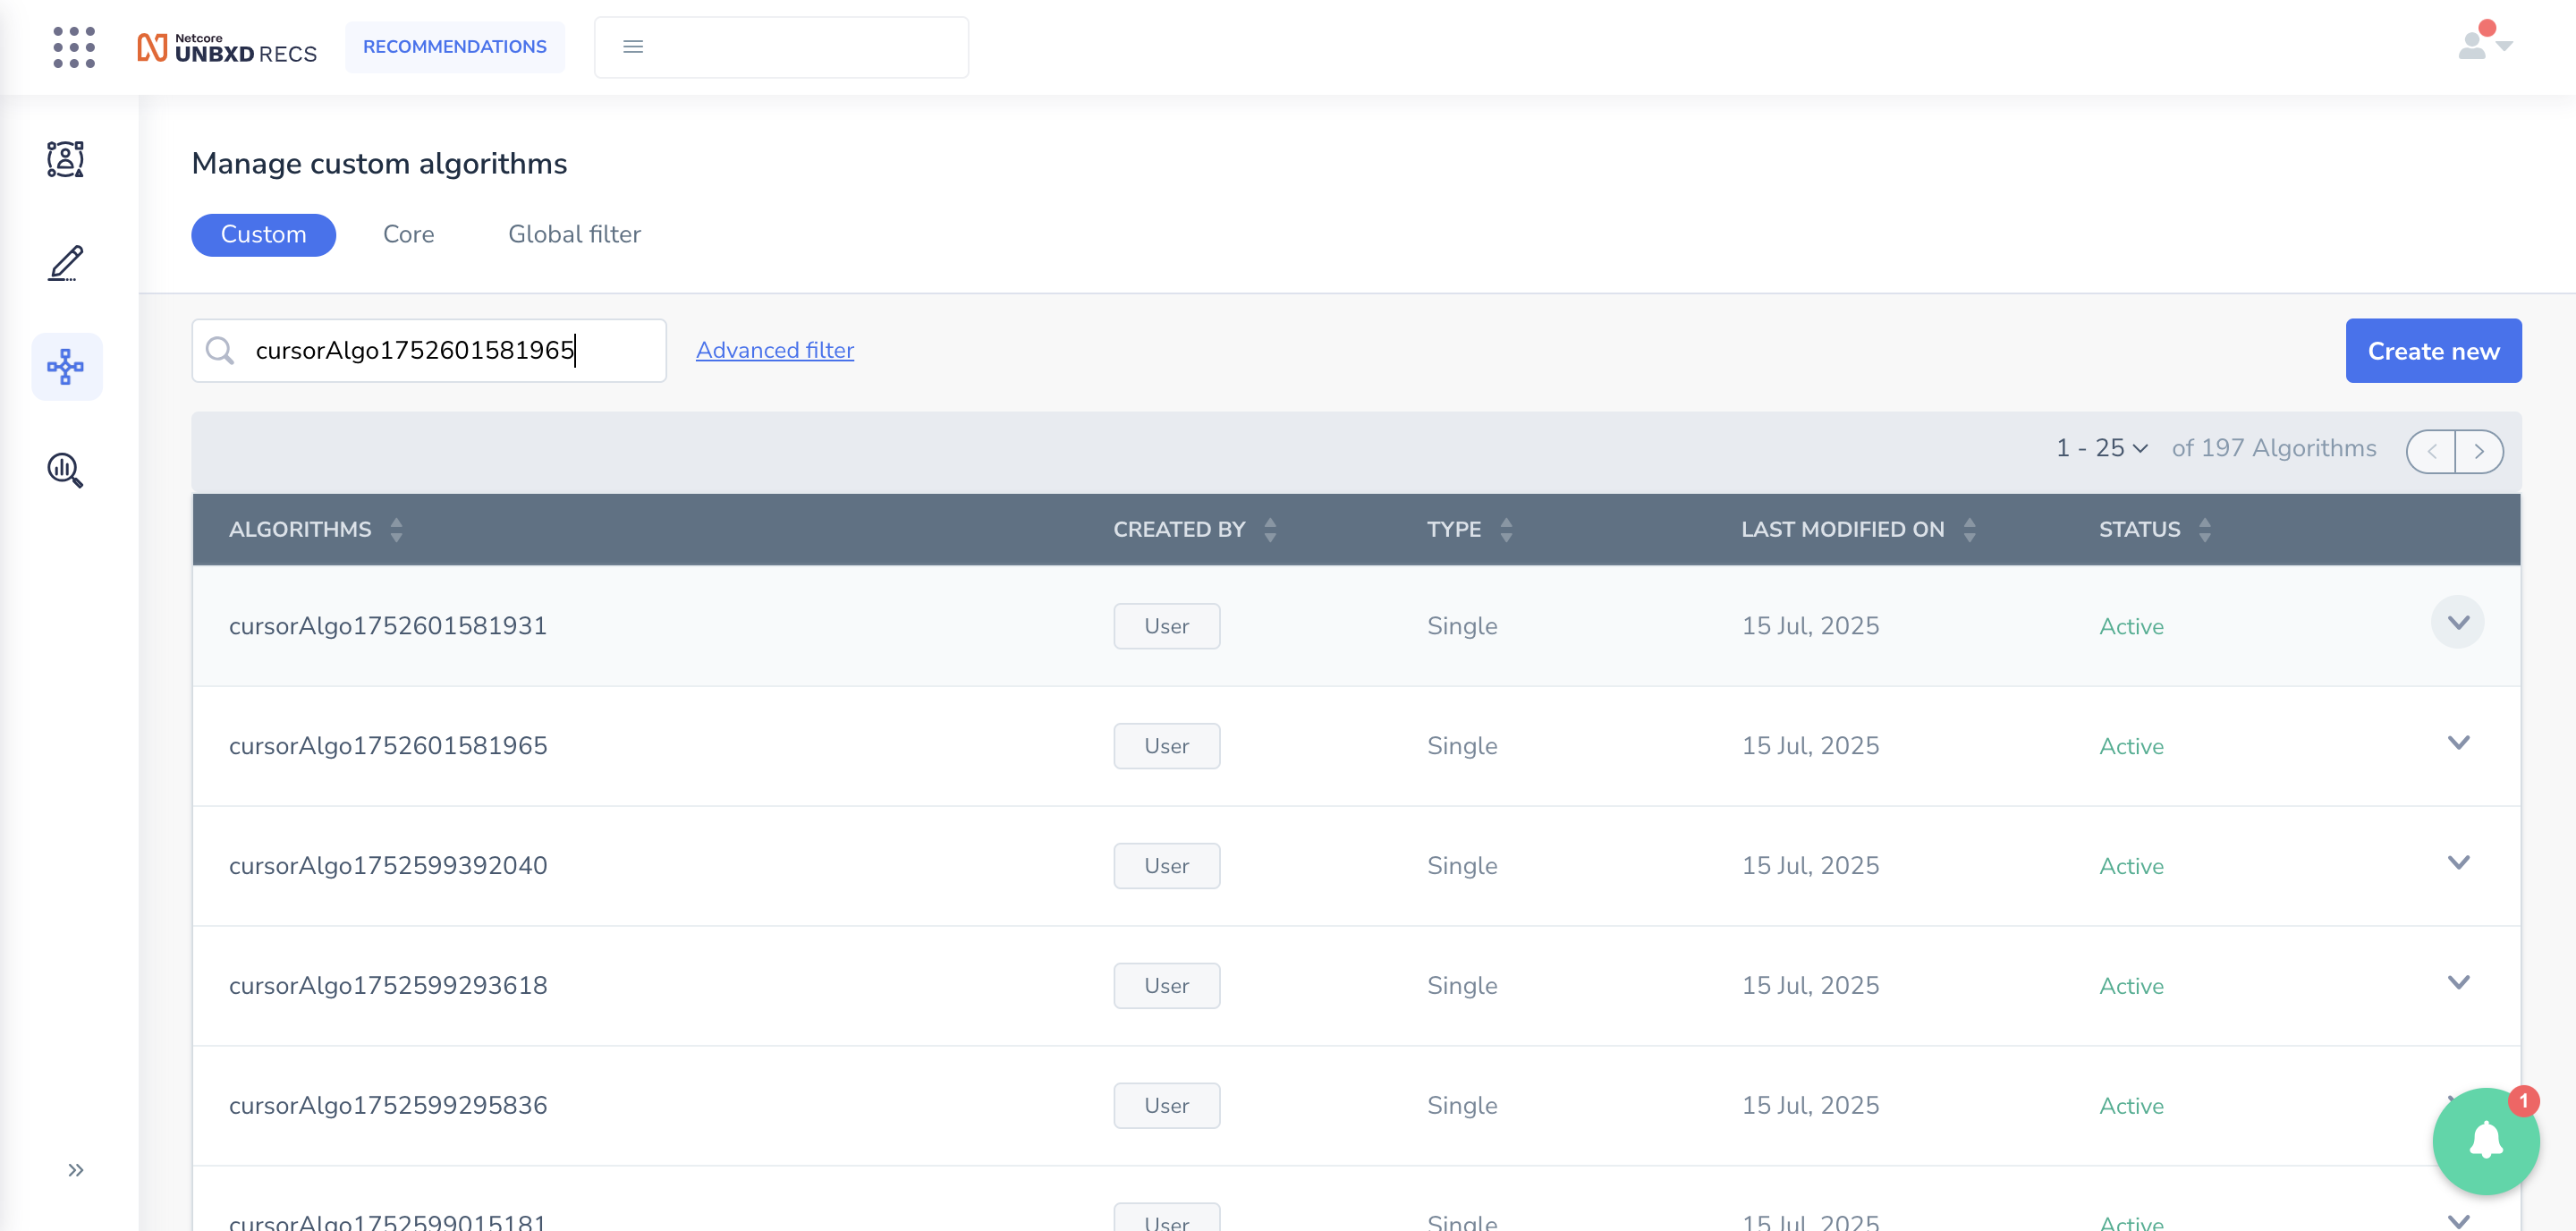 Netcore
UNBXD RECS
RECOMMENDATIONS
Manage custom algorithms
Custom Core Global filter
cursorAlgo1752601581965 Advanced filter Create new
1 - 25 of 197 Algorithms
ALGORITHMS CREATED BY TYPE LAST MODIFIED ON STATUS
cursorAlgo1752601581931 User Single 15 Jul, 2025 Active
cursorAlgo1752601581965 User Single 15 Jul, 2025 Active
cursorAlgo1752599392040 User Single 15 Jul, 2025 Active
cursorAlgo1752599293618 User Single 15 Jul, 2025 Active
cursorAlgo1752599295836 User Single 15 Jul, 2025 Active
1
cursorAlgo1752599015181 User Single 15 Jul, 2025 Active